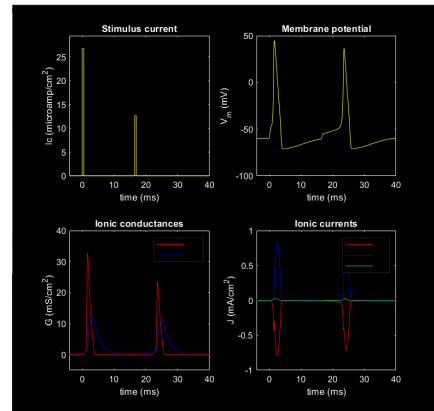 Stimulus current
Ic (microamp/cm²)
25
20
15
10
5
0
0 10 20 30 40
time (ms)
Membrane potential
Vm (mV)
50
0
-50
-100
0 10 20 30 40
time (ms)
Ionic conductances
G (mS/cm²)
40
30
20
10
0
0 10 20 30 40
time (ms)
Ionic currents
J (mA/cm²)
1
0.5
0
-0.5
-1
0 10 20 30 40
time (ms)